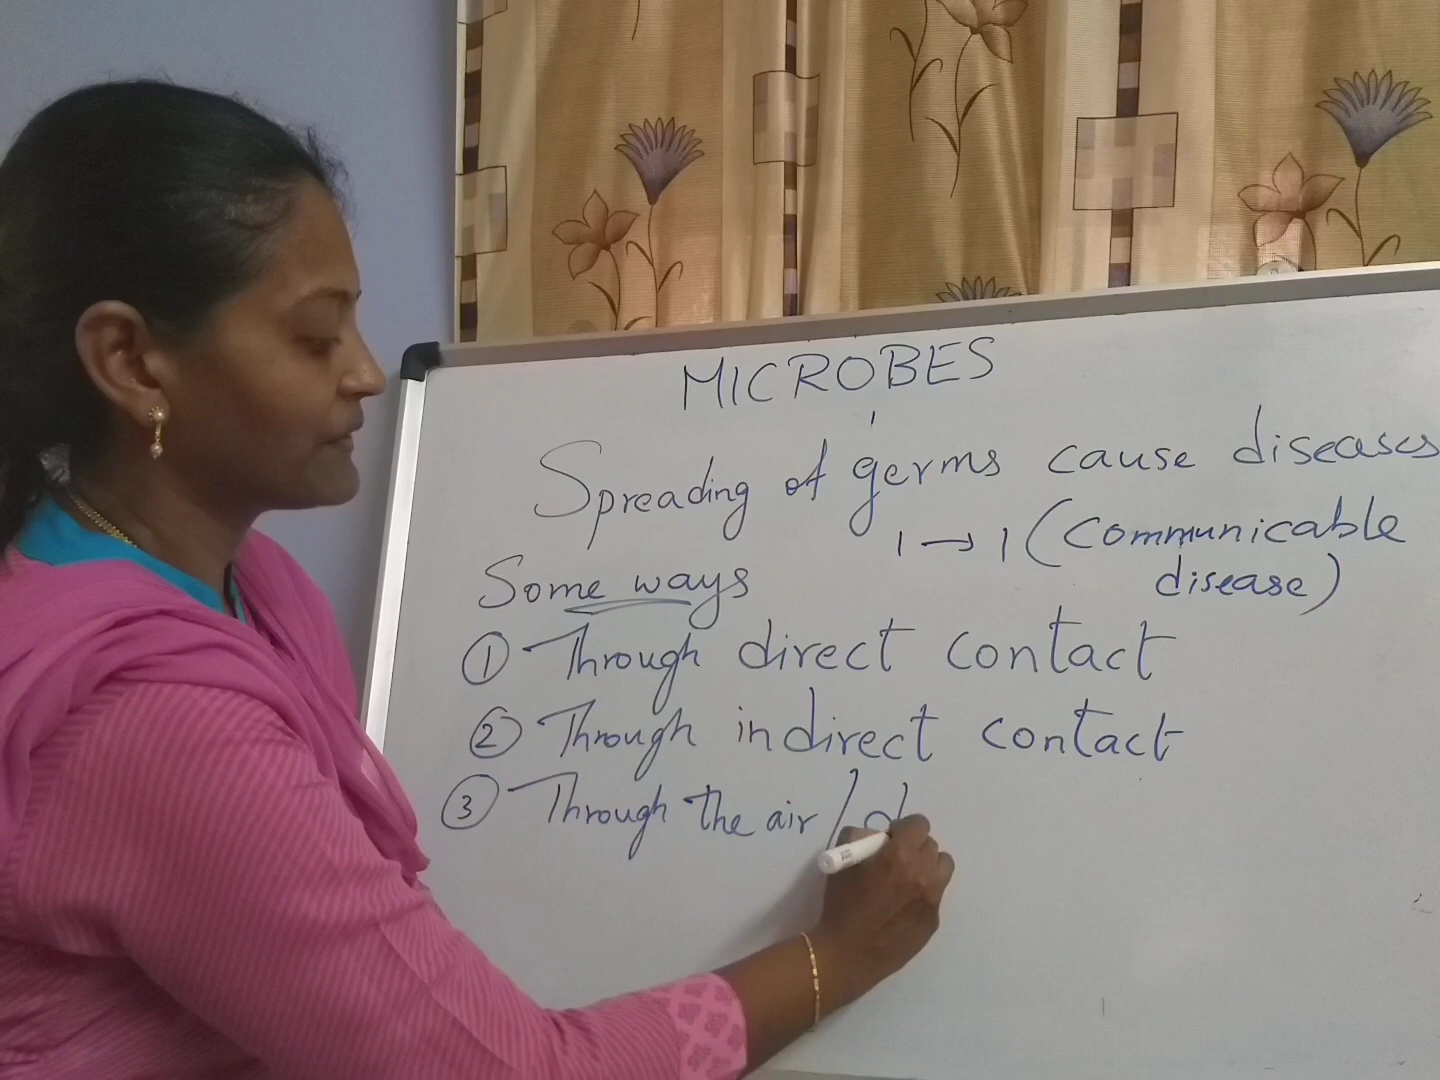 MICROBES
Spreading of germs cause diseases
1 → 1 (Communicable
disease)
Some ways
① Through direct contact
② Through indirect contact
③ Through the air / d